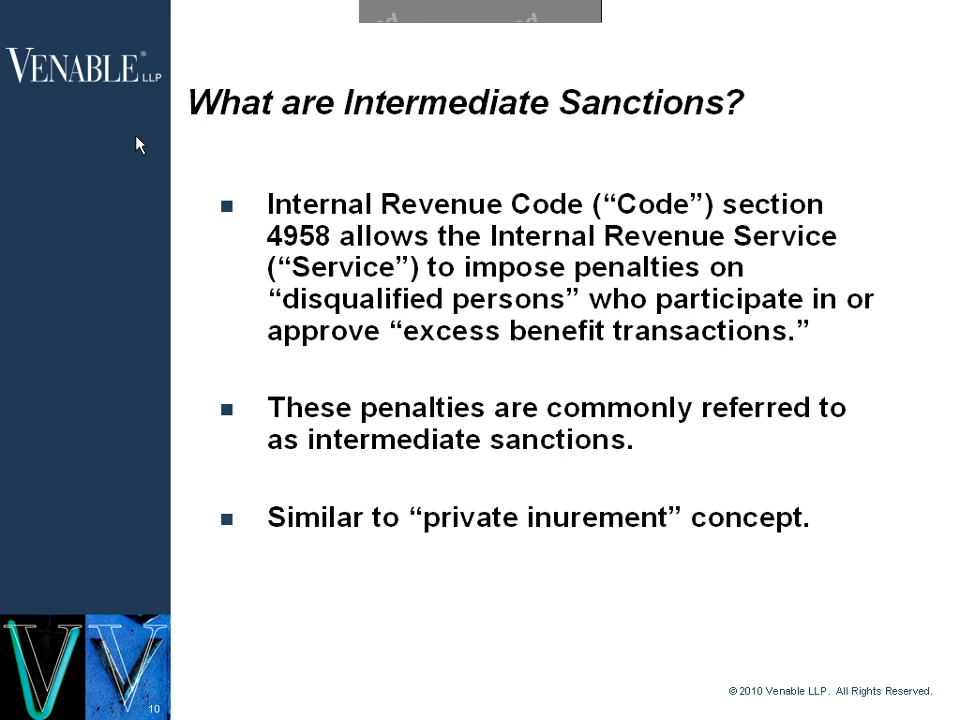 VENABLE® LLP
What are Intermediate Sanctions?
■ Internal Revenue Code (“Code”) section
4958 allows the Internal Revenue Service
(“Service”) to impose penalties on
“disqualified persons” who participate in or
approve “excess benefit transactions.”
■ These penalties are commonly referred to
as intermediate sanctions.
■ Similar to “private inurement” concept.
10
© 2010 Venable LLP. All Rights Reserved.